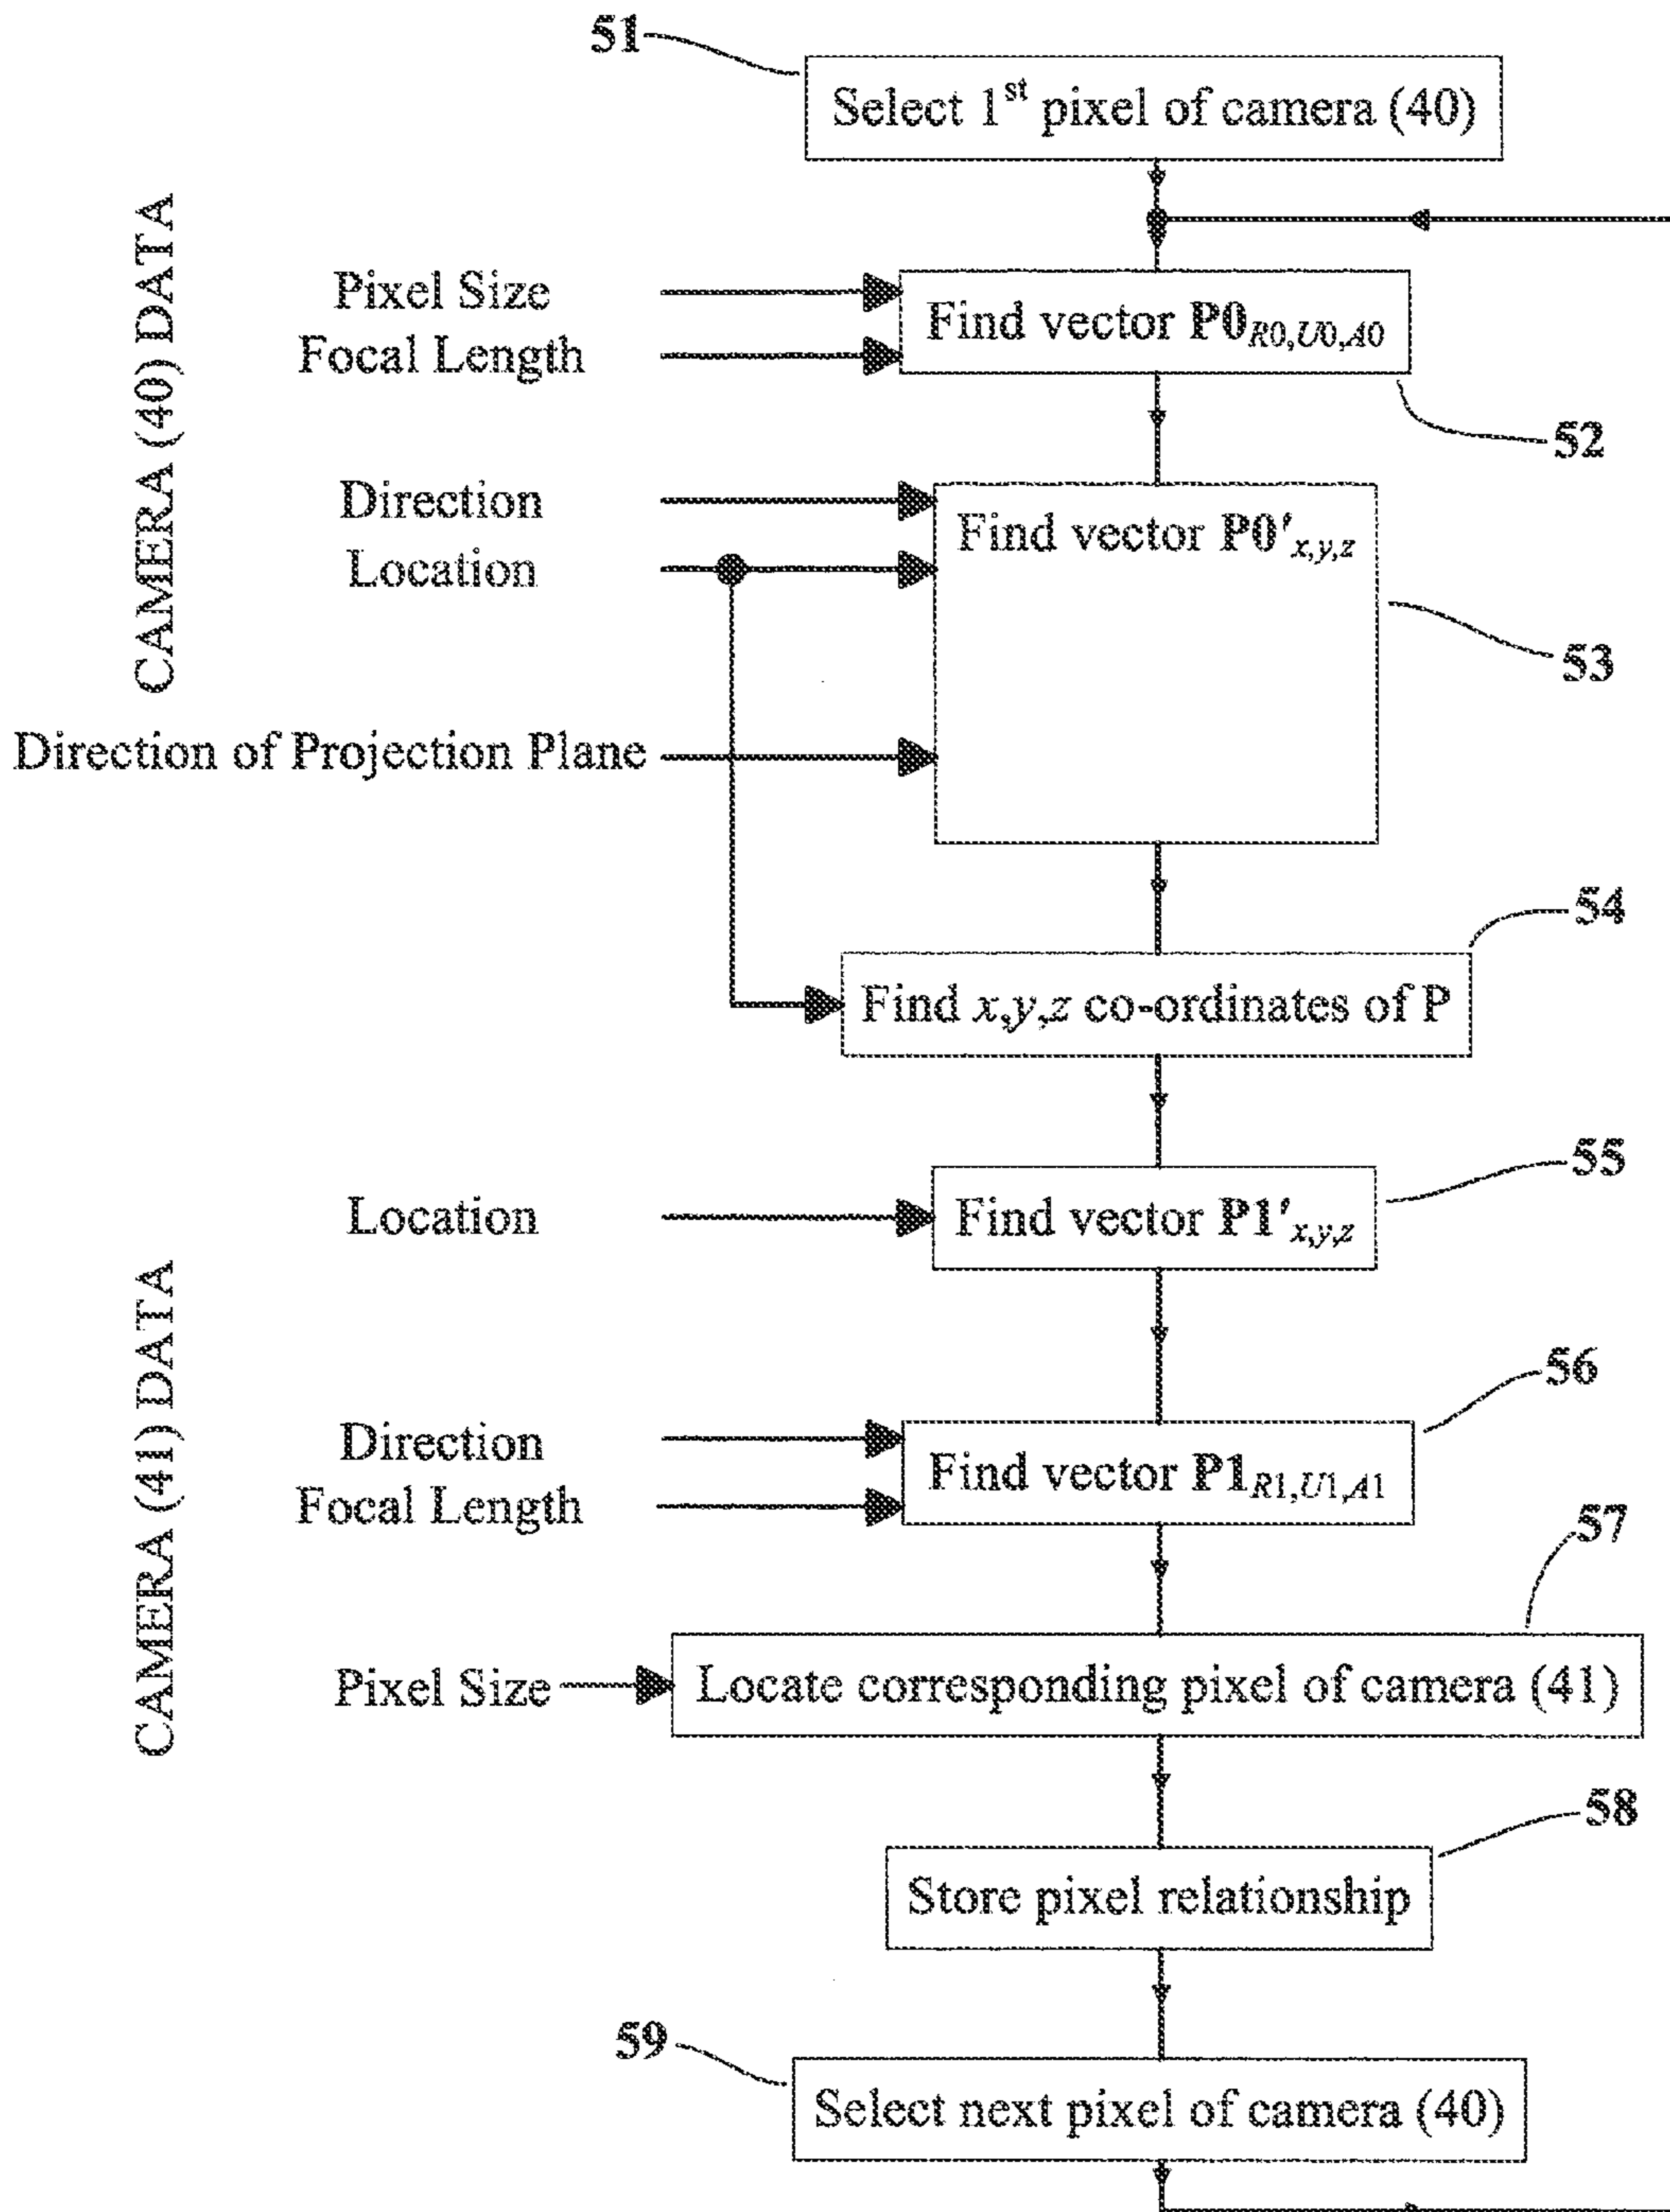 51
Select 1st pixel of camera (40)
CAMERA (40) DATA
Pixel Size
Focal Length
Find vector P0R0,U0,A0
52
Direction
Location
Find vector P0′x,y,z
53
Direction of Projection Plane
54
Find x,y,z co-ordinates of P
55
Location
Find vector P1′x,y,z
CAMERA (41) DATA
56
Direction
Focal Length
Find vector P1R1,U1,A1
57
Pixel Size
Locate corresponding pixel of camera (41)
58
Store pixel relationship
59
Select next pixel of camera (40)